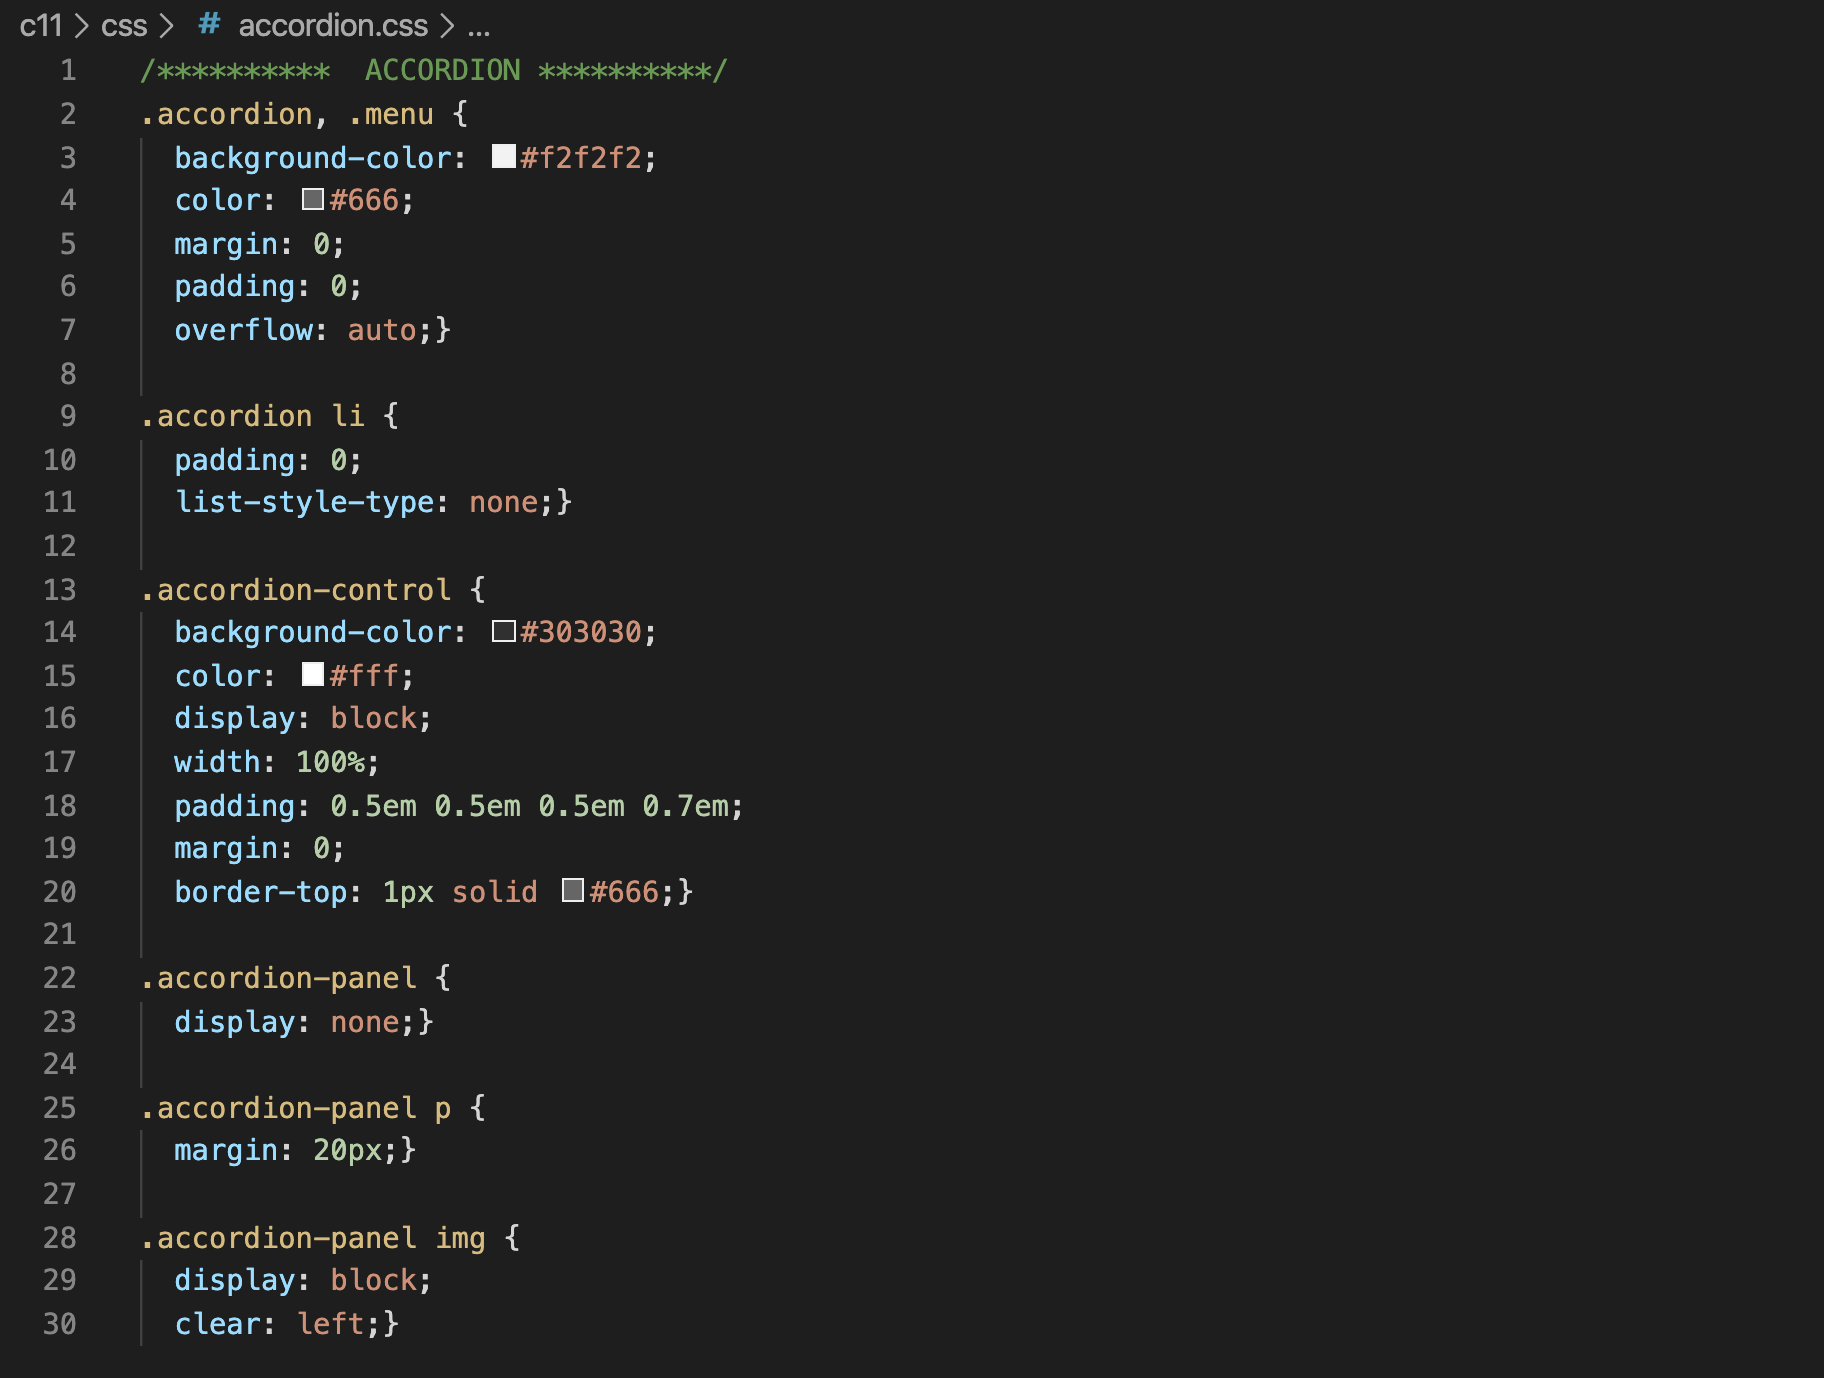 c11 > css > # accordion.css > ...
1 /********** ACCORDION **********/
2 .accordion, .menu {
3 background-color: #f2f2f2;
4 color: #666;
5 margin: 0;
6 padding: 0;
7 overflow: auto;}
8
9 .accordion li {
10 padding: 0;
11 list-style-type: none;}
12
13 .accordion-control {
14 background-color: #303030;
15 color: #fff;
16 display: block;
17 width: 100%;
18 padding: 0.5em 0.5em 0.5em 0.7em;
19 margin: 0;
20 border-top: 1px solid #666;}
21
22 .accordion-panel {
23 display: none;}
24
25 .accordion-panel p {
26 margin: 20px;}
27
28 .accordion-panel img {
29 display: block;
30 clear: left;}